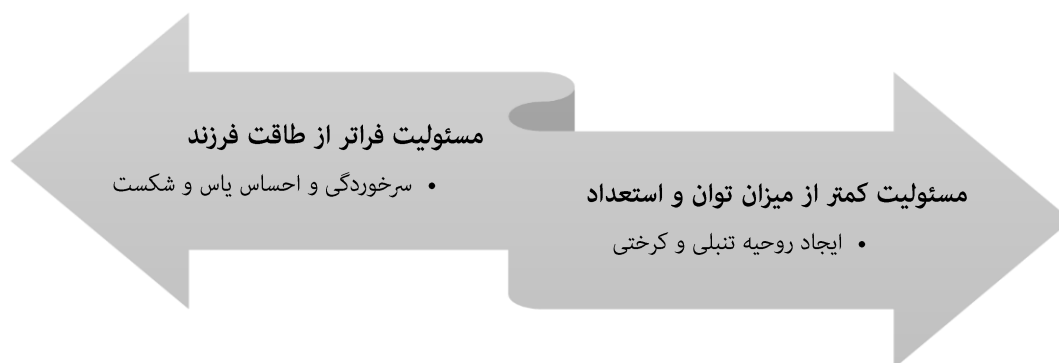 مسئولیت کمتر از میزان توان و استعداد
• ایجاد روحیه تنبلی و کرختی
مسئولیت فراتر از طاقت فرزند
• سرخوردگی و احساس یاس و شکست